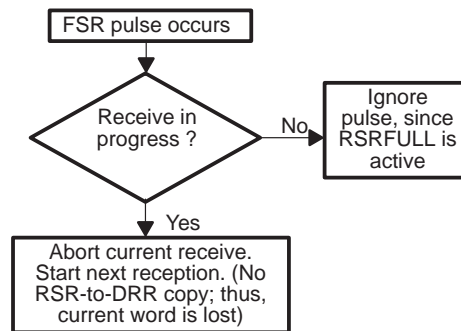 FSR pulse occurs
Receive in
progress ?
No
Ignore
pulse, since
RSRFULL is
active
Yes
Abort current receive.
Start next reception. (No
RSR-to-DRR copy; thus,
current word is lost)